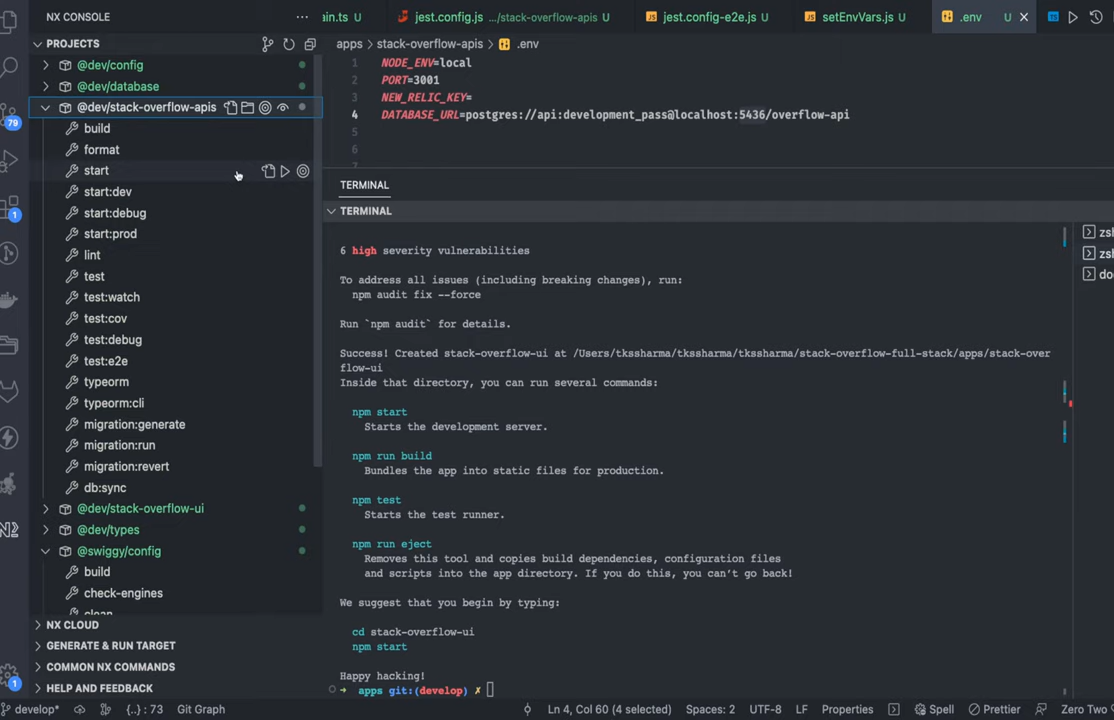 NX CONSOLE ...
ain.ts U
jest.config.js .../stack-overflow-apis U
jest.config-e2e.js U
setEnvVars.js U
.env U
PROJECTS
@dev/config
@dev/database
@dev/stack-overflow-apis
build
format
start
start:dev
start:debug
start:prod
lint
test
test:watch
test:cov
test:debug
test:e2e
typeorm
typeorm:cli
migration:generate
migration:run
migration:revert
db:sync
@dev/stack-overflow-ui
@dev/types
@swiggy/config
build
check-engines
clean
NX CLOUD
GENERATE & RUN TARGET
COMMON NX COMMANDS
HELP AND FEEDBACK
79
1
1
apps > stack-overflow-apis > .env
1 NODE_ENV=local
2 PORT=3001
3 NEW_RELIC_KEY=
4 DATABASE_URL=postgres://api:development_pass@localhost:5436/overflow-api
5
6
TERMINAL
TERMINAL
6 high severity vulnerabilities
To address all issues (including breaking changes), run:
npm audit fix --force
Run `npm audit` for details.
Success! Created stack-overflow-ui at /Users/tkssharma/tkssharma/stack-overflow-full-stack/apps/stack-over
flow-ui
Inside that directory, you can run several commands:
npm start
Starts the development server.
npm run build
Bundles the app into static files for production.
npm test
Starts the test runner.
npm run eject
Removes this tool and copies build dependencies, configuration files
and scripts into the app directory. If you do this, you can't go back!
We suggest that you begin by typing:
cd stack-overflow-ui
npm start
Happy hacking!
→ apps git:(develop) ✗
zs
zs
do
develop* {..} : 73 Git Graph Ln 4, Col 60 (4 selected) Spaces: 2 UTF-8 LF Properties Spell Prettier Zero Two